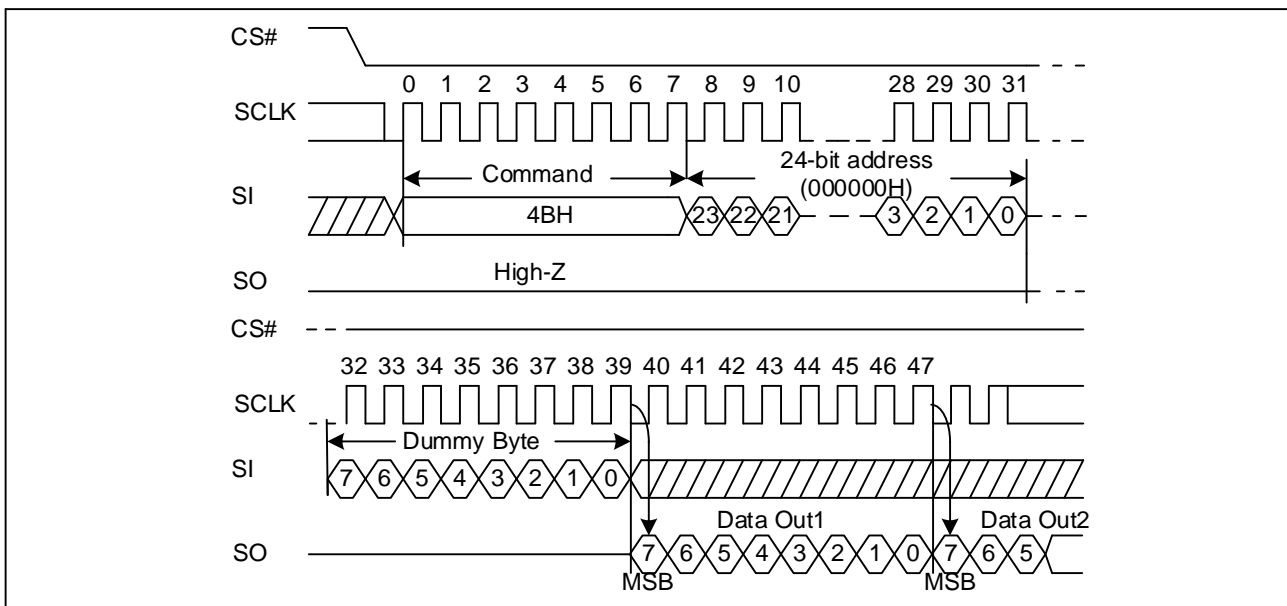 CS#
0 1 2 3 4 5 6 7 8 9 10 28 29 30 31
SCLK
Command
24-bit address
(000000H)
SI
4BH 23 22 21 3 2 1 0
SO
High-Z
CS#
32 33 34 35 36 37 38 39 40 41 42 43 44 45 46 47
SCLK
Dummy Byte
SI
7 6 5 4 3 2 1 0
Data Out1 Data Out2
SO
7 6 5 4 3 2 1 0 7 6 5
MSB MSB